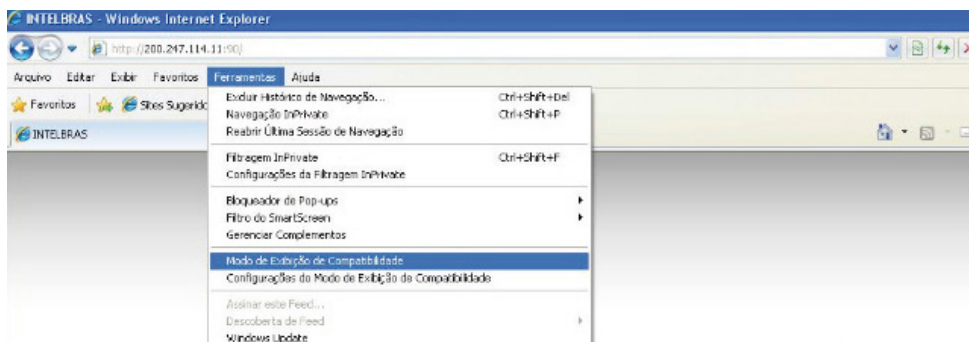 INTELBRAS - Windows Internet Explorer
http://200.247.114.11:90/
Arquivo Editar Exibir Favoritos Ferramentas Ajuda
Favoritos Sites Sugerido
INTELBRAS
Excluir Histórico de Navegação... Ctrl+Shift+Del
Navegação InPrivate Ctrl+Shift+P
Reabrir Última Sessão de Navegação
Filtragem InPrivate Ctrl+Shift+F
Configurações da Filtragem InPrivate
Bloqueador de Pop-ups
Filtro do SmartScreen
Gerenciar Complementos
Modo de Exibição de Compatibilidade
Configurações do Modo de Exibição de Compatibilidade
Assinar este Feed...
Descoberta de Feed
Windows Update